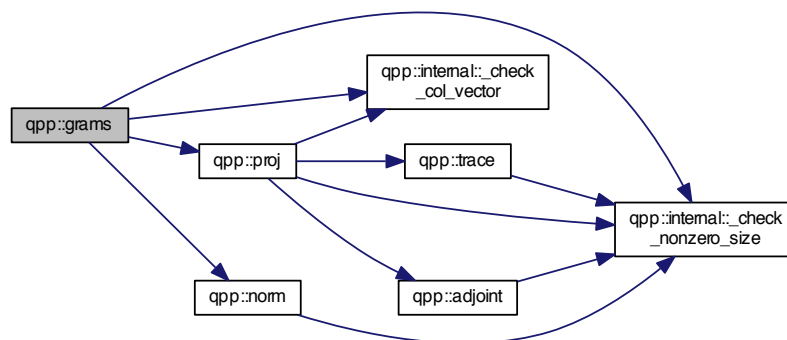 qpp::internal::_check
_col_vector
qpp::grams
qpp::proj
qpp::trace
qpp::internal::_check
_nonzero_size
qpp::norm
qpp::adjoint